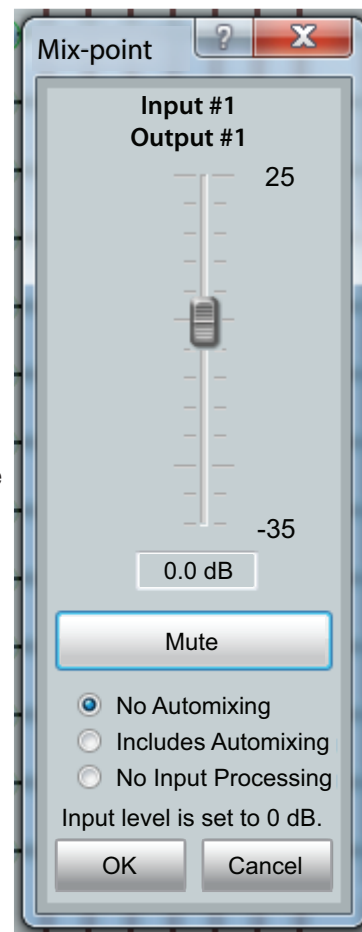 Mix-point
?
X
Input #1
Output #1
25
-35
0.0 dB
Mute
No Automixing
Includes Automixing
No Input Processing
Input level is set to 0 dB.
OK Cancel
e